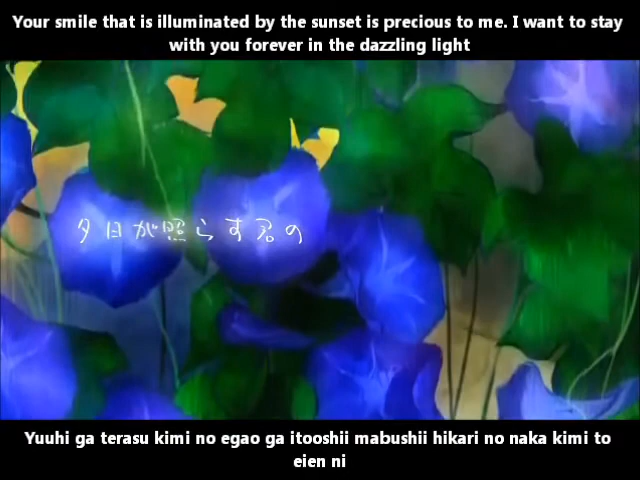 Your smile that is illuminated by the sunset is precious to me. I want to stay
with you forever in the dazzling light
夕日が照らす君の
Yuuhi ga terasu kimi no egao ga itooshii mabushii hikari no naka kimi to
eien ni